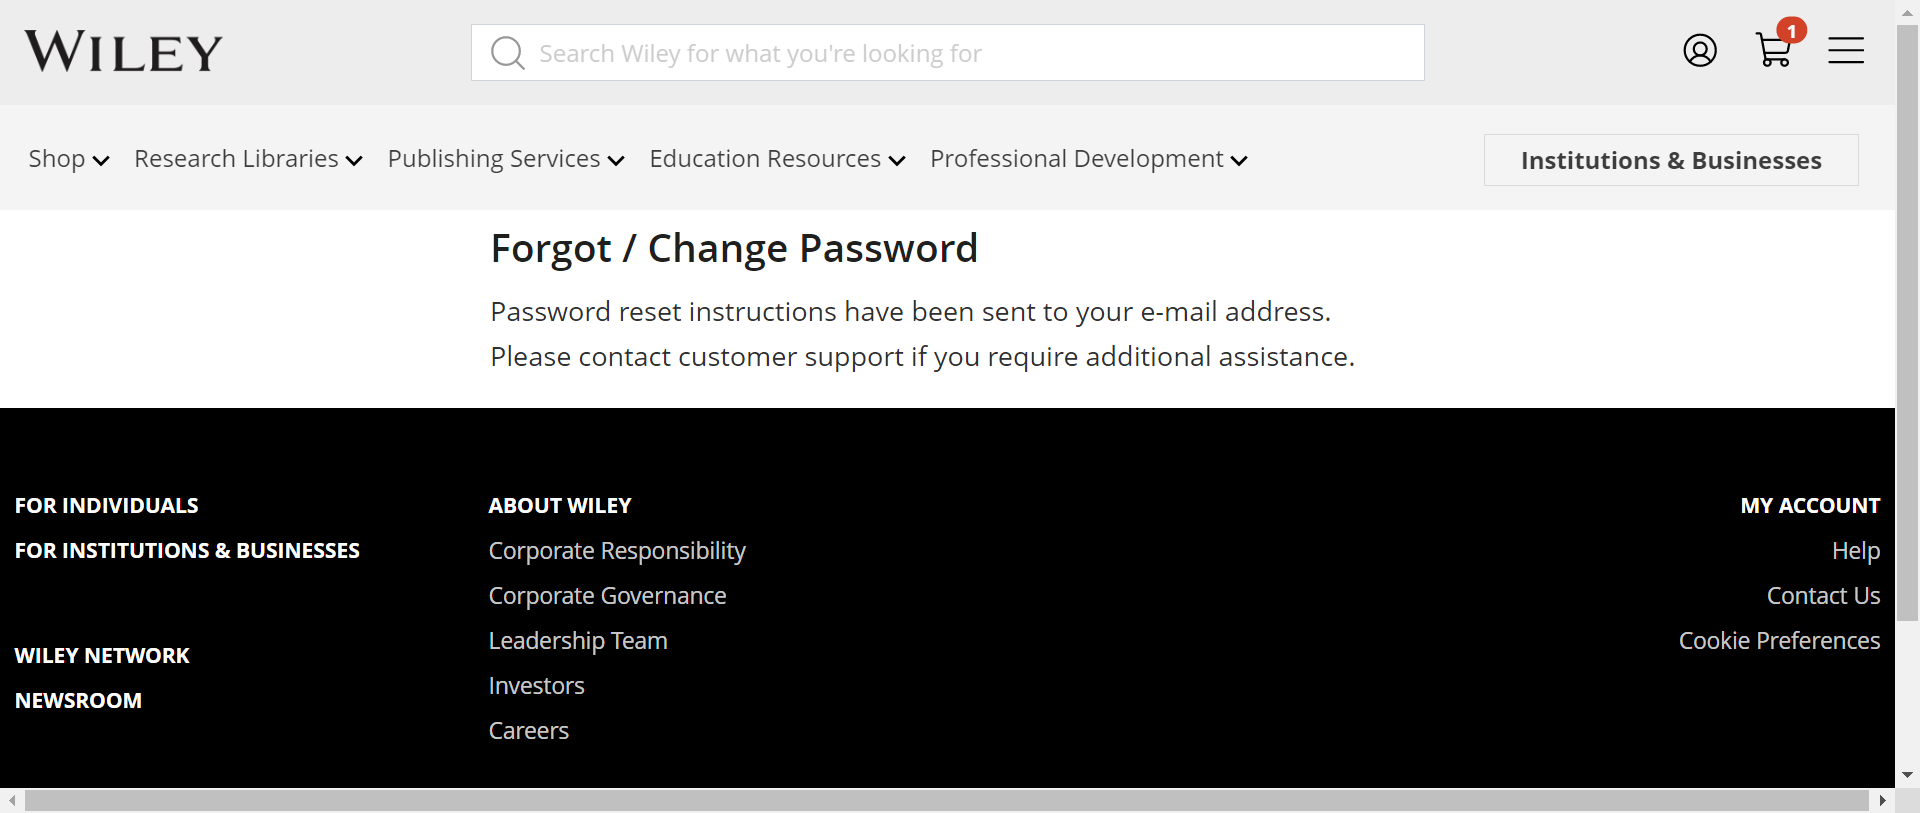 WILEY
Search Wiley for what you're looking for
1
Shop
Research Libraries
Publishing Services
Education Resources
Professional Development
Institutions & Businesses
Forgot / Change Password
Password reset instructions have been sent to your e-mail address.
Please contact customer support if you require additional assistance.
FOR INDIVIDUALS
FOR INSTITUTIONS & BUSINESSES
WILEY NETWORK
NEWSROOM
ABOUT WILEY
Corporate Responsibility
Corporate Governance
Leadership Team
Investors
Careers
MY ACCOUNT
Help
Contact Us
Cookie Preferences